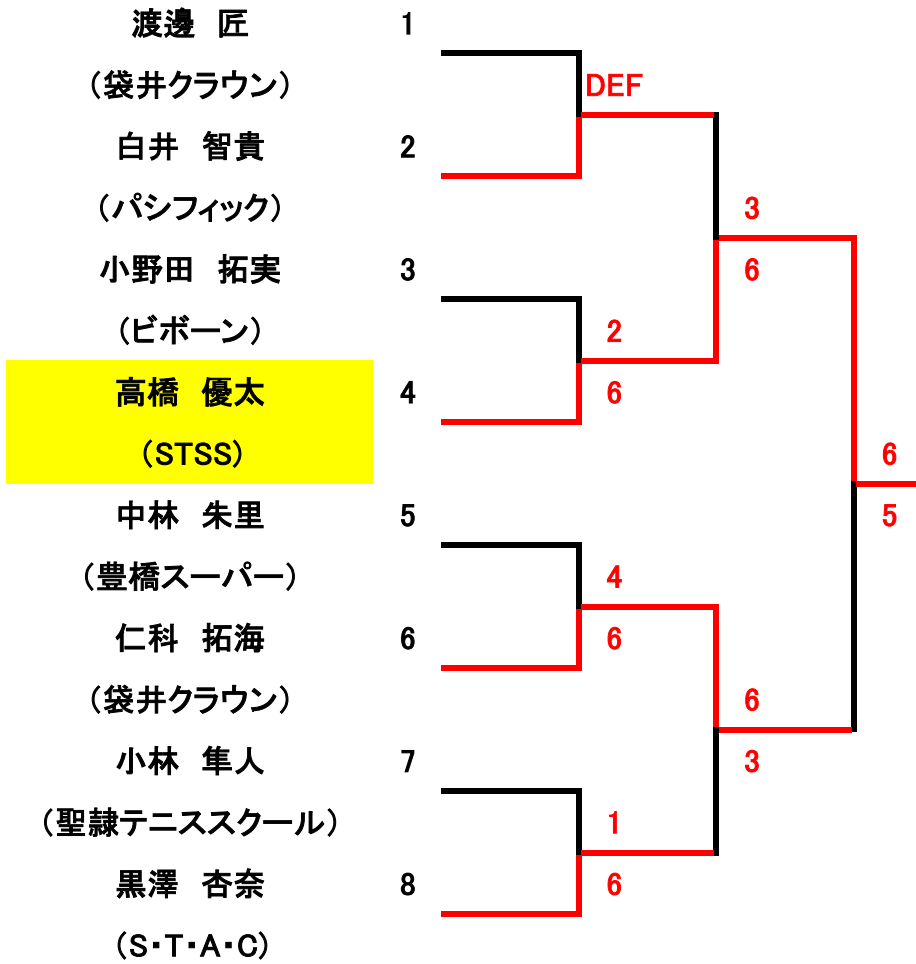 渡邊　匠 1
(袋井クラウン) DEF
白井　智貴 2
(パシフィック) 3
小野田　拓実 3 6
(ビボーン) 2
高橋　優太 4 6
(STSS) 6
中林　朱里 5 5
(豊橋スーパー) 4
仁科　拓海 6 6
(袋井クラウン) 6
小林　隼人 7 3
(聖隷テニススクール) 1
黒澤　杏奈 8 6
(S・T・A・C)